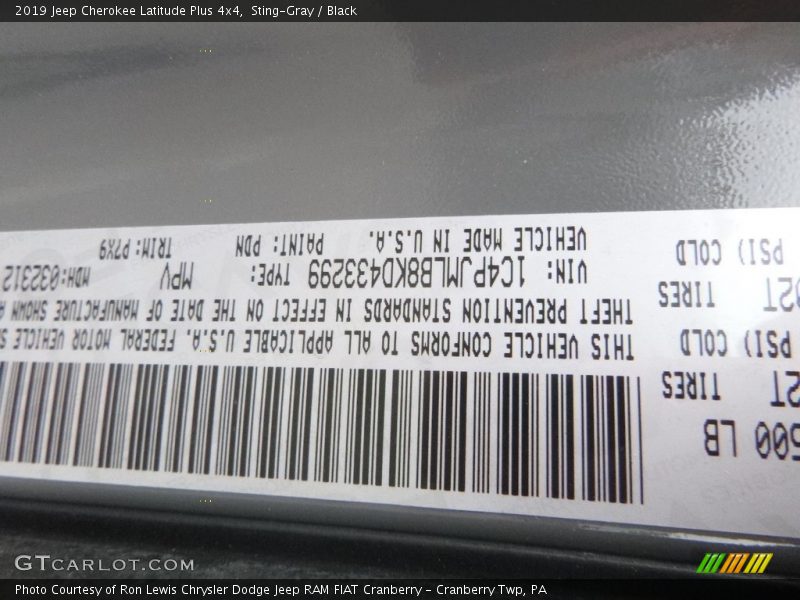 2019 Jeep Cherokee Latitude Plus 4x4, Sting-Gray / Black
500 LB
TIRES
PSI) COLD
TIRES
PSI) COLD
THIS VEHICLE CONFORMS TO ALL APPLICABLE U.S.A. FEDERAL MOTOR VEHICLE
THEFT PREVENTION STANDARDS IN EFFECT ON THE DATE OF MANUFACTURE SHOWN
VIN: 1C4PJMLB8KD433299 TYPE: MPV MDH:032312
VEHICLE MADE IN U.S.A. PAINT: PDN TRIM: P7X9
GTCARLOT.COM
Photo Courtesy of Ron Lewis Chrysler Dodge Jeep RAM FIAT Cranberry - Cranberry Twp, PA